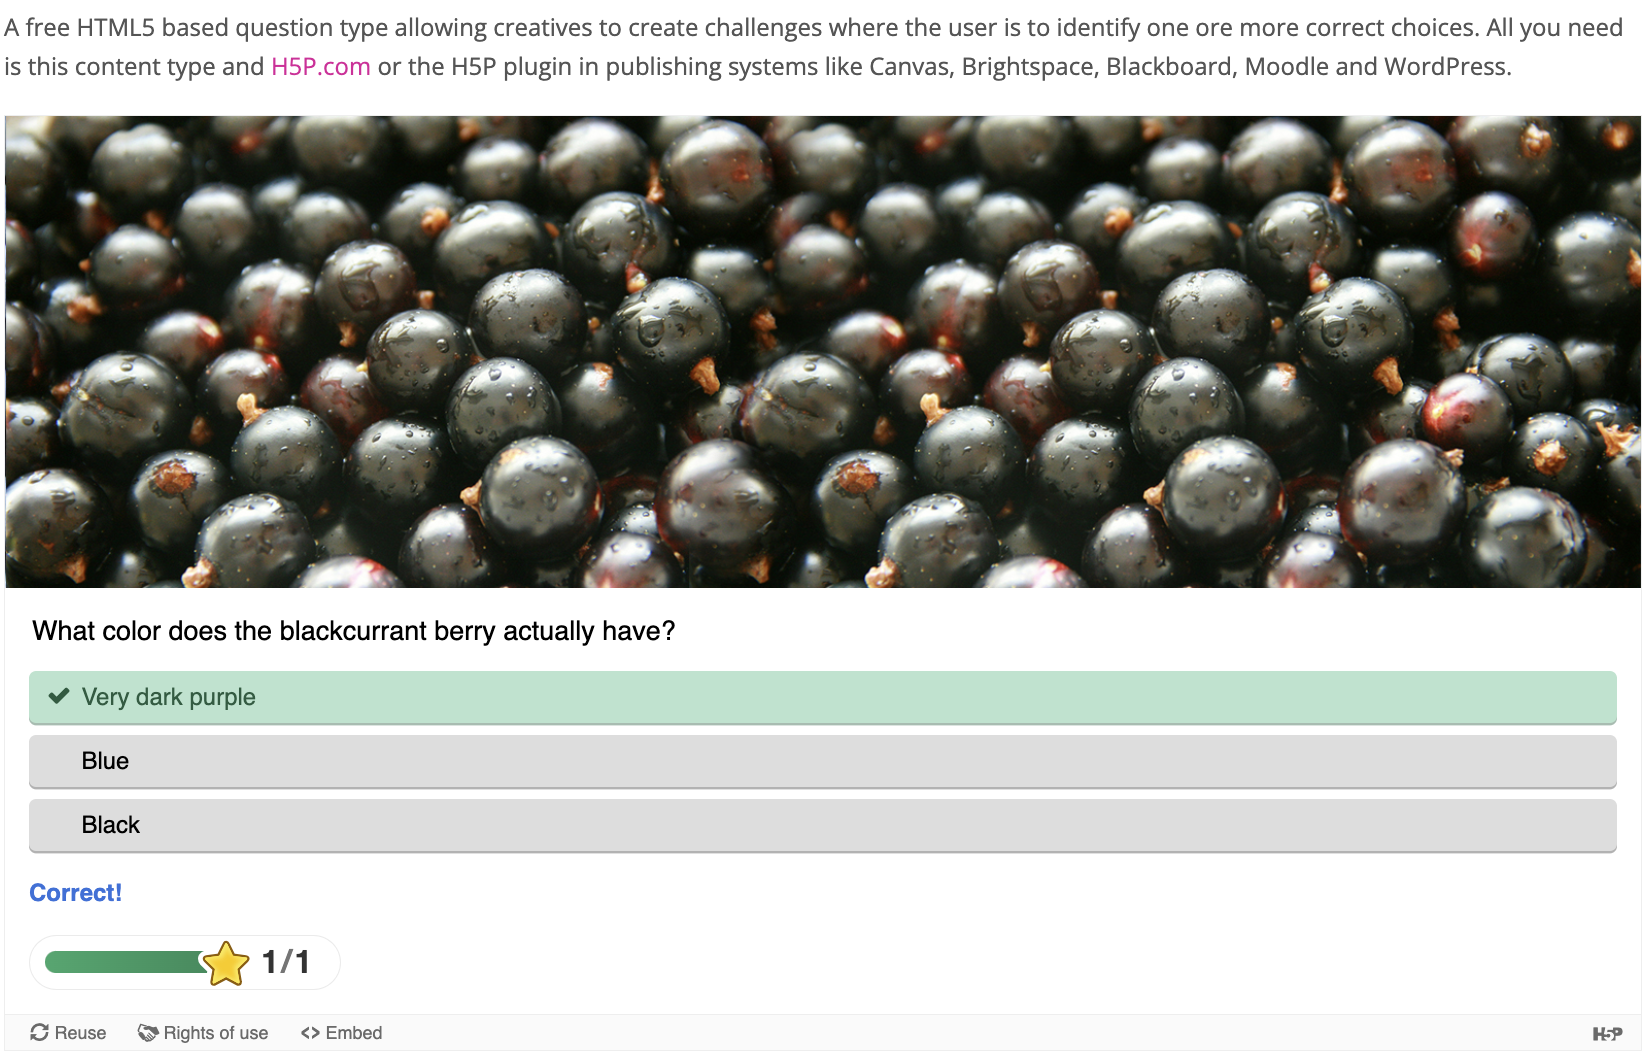 A free HTML5 based question type allowing creatives to create challenges where the user is to identify one ore more correct choices. All you need
is this content type and H5P.com or the H5P plugin in publishing systems like Canvas, Brightspace, Blackboard, Moodle and WordPress.
What color does the blackcurrant berry actually have?
Very dark purple
Blue
Black
Correct!
1/1
Reuse Rights of use <> Embed H5P